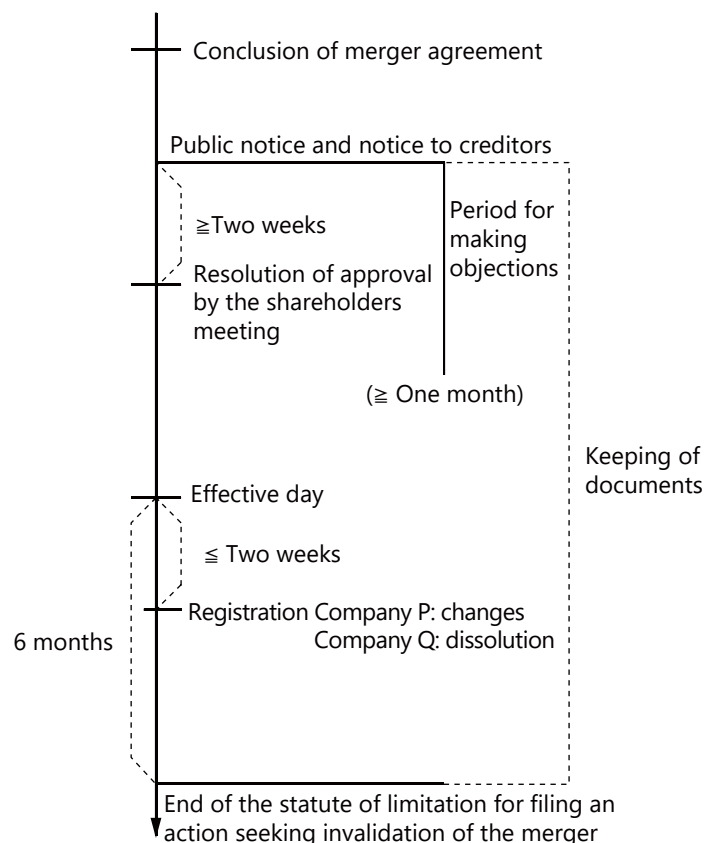 Conclusion of merger agreement
Public notice and notice to creditors
≧Two weeks
Period for
making
objections
Resolution of approval
by the shareholders
meeting
(≧ One month)
Keeping of
documents
Effective day
≦ Two weeks
Registration Company P: changes
Company Q: dissolution
6 months
End of the statute of limitation for filing an
action seeking invalidation of the merger